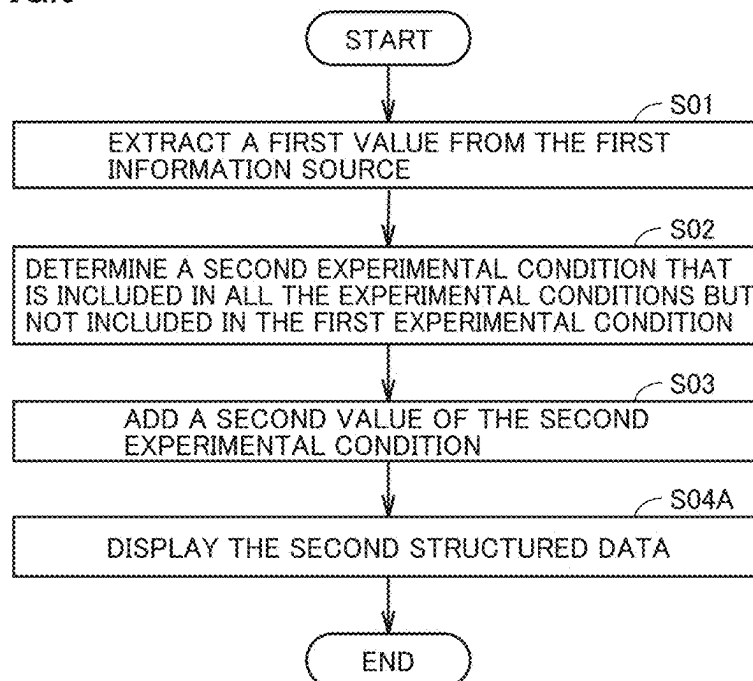 START
S01
EXTRACT A FIRST VALUE FROM THE FIRST
INFORMATION SOURCE
S02
DETERMINE A SECOND EXPERIMENTAL CONDITION THAT
IS INCLUDED IN ALL THE EXPERIMENTAL CONDITIONS BUT
NOT INCLUDED IN THE FIRST EXPERIMENTAL CONDITION
S03
ADD A SECOND VALUE OF THE SECOND
EXPERIMENTAL CONDITION
S04A
DISPLAY THE SECOND STRUCTURED DATA
END